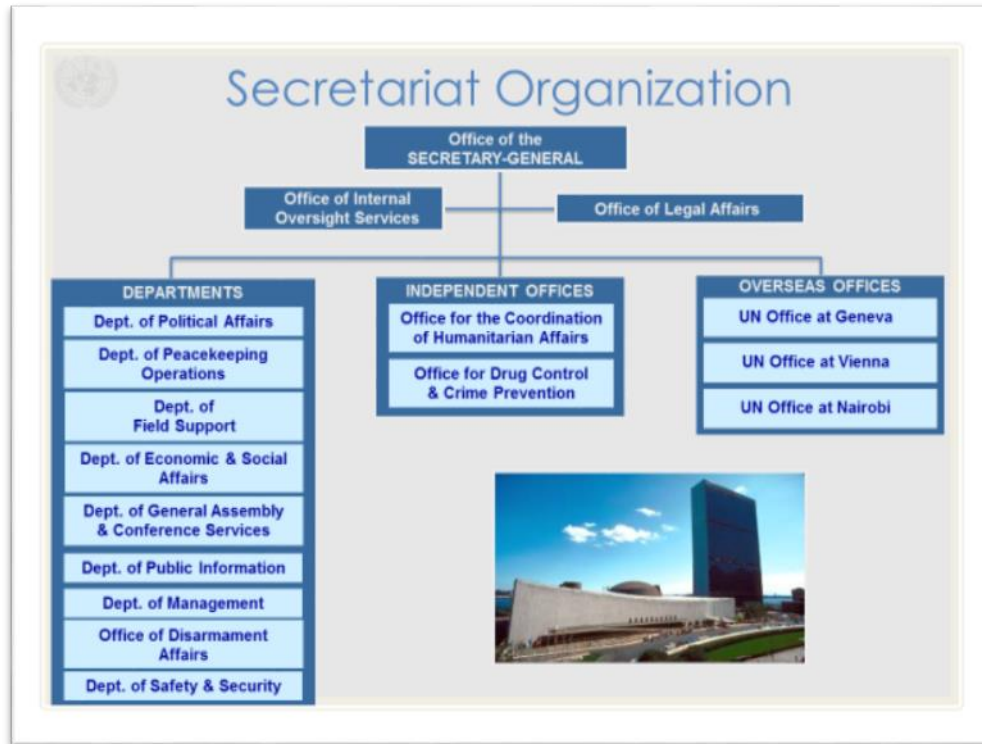 Secretariat Organization
Office of the
SECRETARY-GENERAL
Office of Internal
Oversight Services
Office of Legal Affairs
DEPARTMENTS
Dept. of Political Affairs
Dept. of Peacekeeping
Operations
Dept. of
Field Support
Dept. of Economic & Social
Affairs
Dept. of General Assembly
& Conference Services
Dept. of Public Information
Dept. of Management
Office of Disarmament
Affairs
Dept. of Safety & Security
INDEPENDENT OFFICES
Office for the Coordination
of Humanitarian Affairs
Office for Drug Control
& Crime Prevention
OVERSEAS OFFICES
UN Office at Geneva
UN Office at Vienna
UN Office at Nairobi